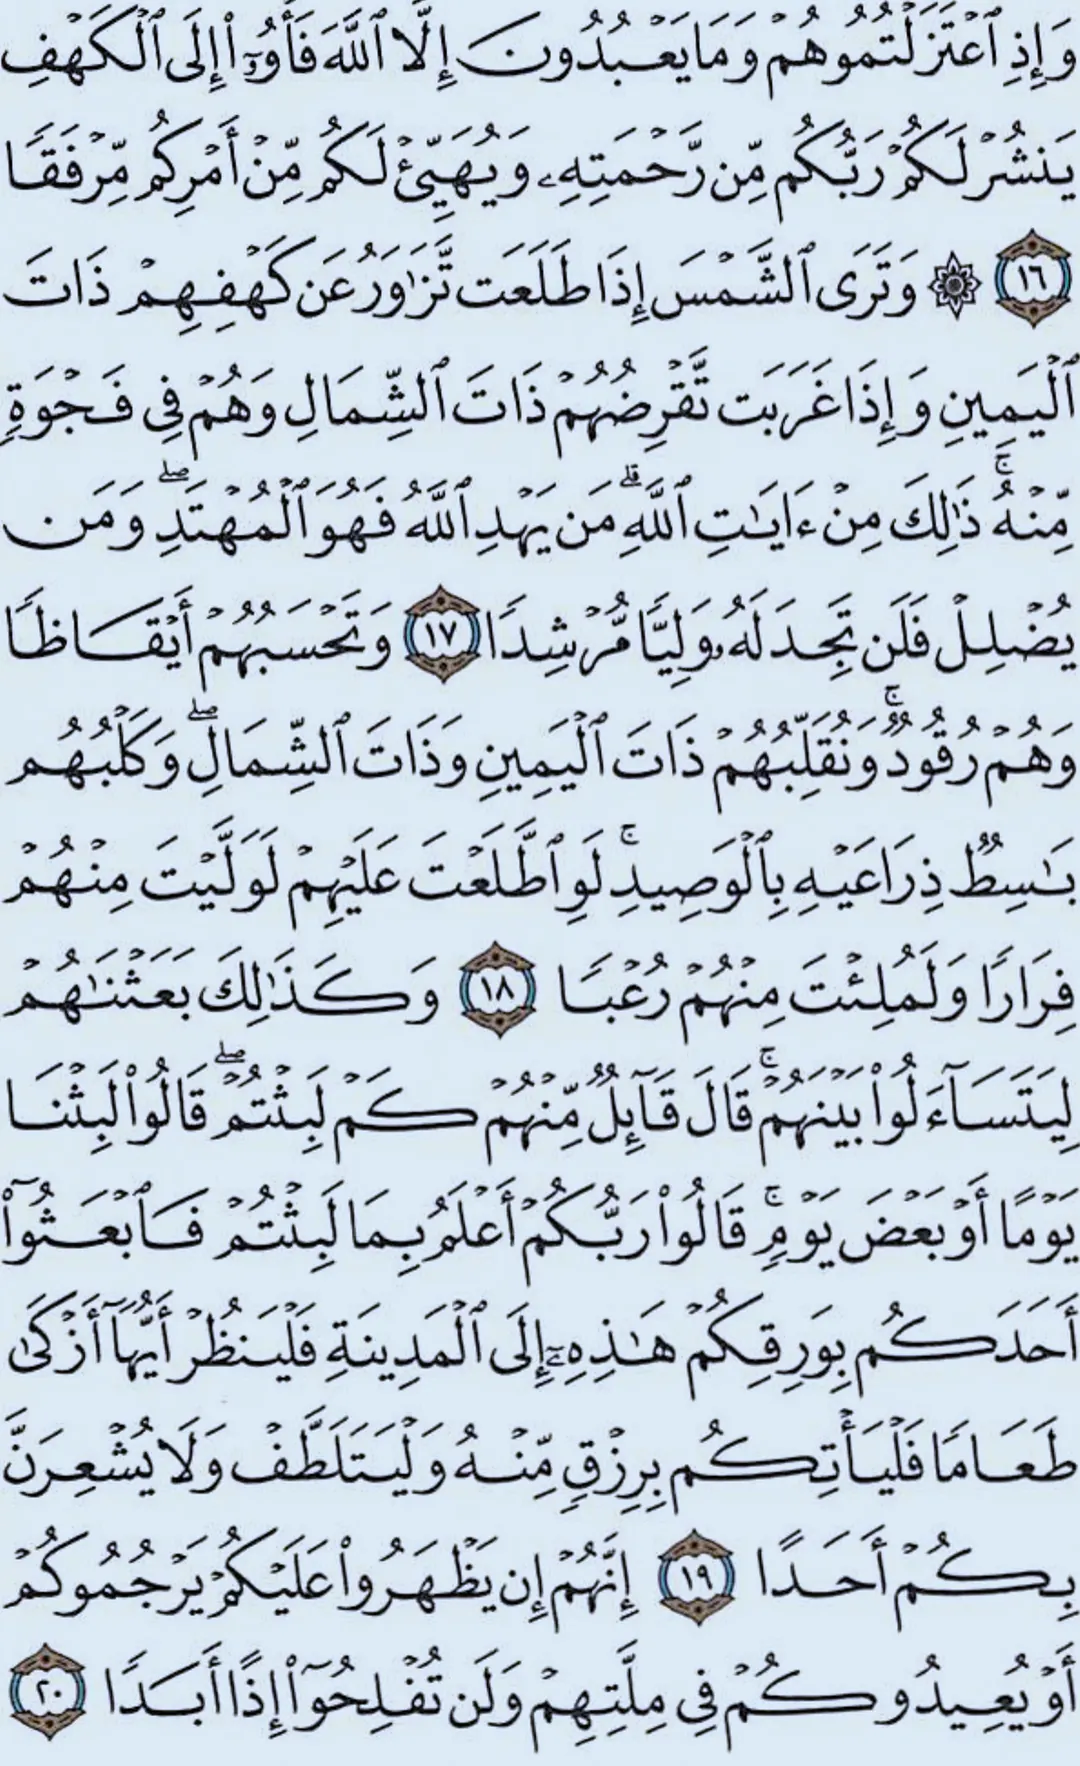 وَإِذِ ٱعْتَزَلْتُمُوهُمْ وَمَا يَعْبُدُونَ إِلَّا ٱللَّهَ فَأْوُۥٓا۟ إِلَى ٱلْكَهْفِ
يَنشُرْ لَكُمْ رَبُّكُم مِّن رَّحْمَتِهِۦ وَيُهَيِّئْ لَكُم مِّنْ أَمْرِكُم مِّرْفَقًا
١٦ ۞ وَتَرَى ٱلشَّمْسَ إِذَا طَلَعَت تَّزَٰوَرُ عَن كَهْفِهِمْ ذَاتَ
ٱلْيَمِينِ وَإِذَا غَرَبَت تَّقْرِضُهُمْ ذَاتَ ٱلشِّمَالِ وَهُمْ فِى فَجْوَةٍ
مِّنْهُ ۚ ذَٰلِكَ مِنْ ءَايَٰتِ ٱللَّهِ ۗ مَن يَهْدِ ٱللَّهُ فَهُوَ ٱلْمُهْتَدِ ۖ وَمَن
يُضْلِلْ فَلَن تَجِدَ لَهُۥ وَلِيًّا مُّرْشِدًا ١٧ وَتَحْسَبُهُمْ أَيْقَاظًا
وَهُمْ رُقُودٌ ۚ وَنُقَلِّبُهُمْ ذَاتَ ٱلْيَمِينِ وَذَاتَ ٱلشِّمَالِ ۖ وَكَلْبُهُم
بَٰسِطٌ ذِرَاعَيْهِ بِٱلْوَصِيدِ ۚ لَوِ ٱطَّلَعْتَ عَلَيْهِمْ لَوَلَّيْتَ مِنْهُمْ
فِرَارًا وَلَمُلِئْتَ مِنْهُمْ رُعْبًا ١٨ وَكَذَٰلِكَ بَعَثْنَٰهُمْ
لِيَتَسَآءَلُوا۟ بَيْنَهُمْ ۚ قَالَ قَآئِلٌ مِّنْهُمْ كَمْ لَبِثْتُمْ ۖ قَالُوا۟ لَبِثْنَا
يَوْمًا أَوْ بَعْضَ يَوْمٍ ۚ قَالُوا۟ رَبُّكُمْ أَعْلَمُ بِمَا لَبِثْتُمْ فَٱبْعَثُوٓا۟
أَحَدَكُم بِوَرِقِكُمْ هَٰذِهِۦٓ إِلَى ٱلْمَدِينَةِ فَلْيَنظُرْ أَيُّهَآ أَزْكَىٰ
طَعَامًا فَلْيَأْتِكُم بِرِزْقٍ مِّنْهُ وَلْيَتَلَطَّفْ وَلَا يُشْعِرَنَّ
بِكُمْ أَحَدًا ١٩ إِنَّهُمْ إِن يَظْهَرُوا۟ عَلَيْكُمْ يَرْجُمُوكُمْ
أَوْ يُعِيدُوكُمْ فِى مِلَّتِهِمْ وَلَن تُفْلِحُوٓا۟ إِذًا أَبَدًا ٢٠